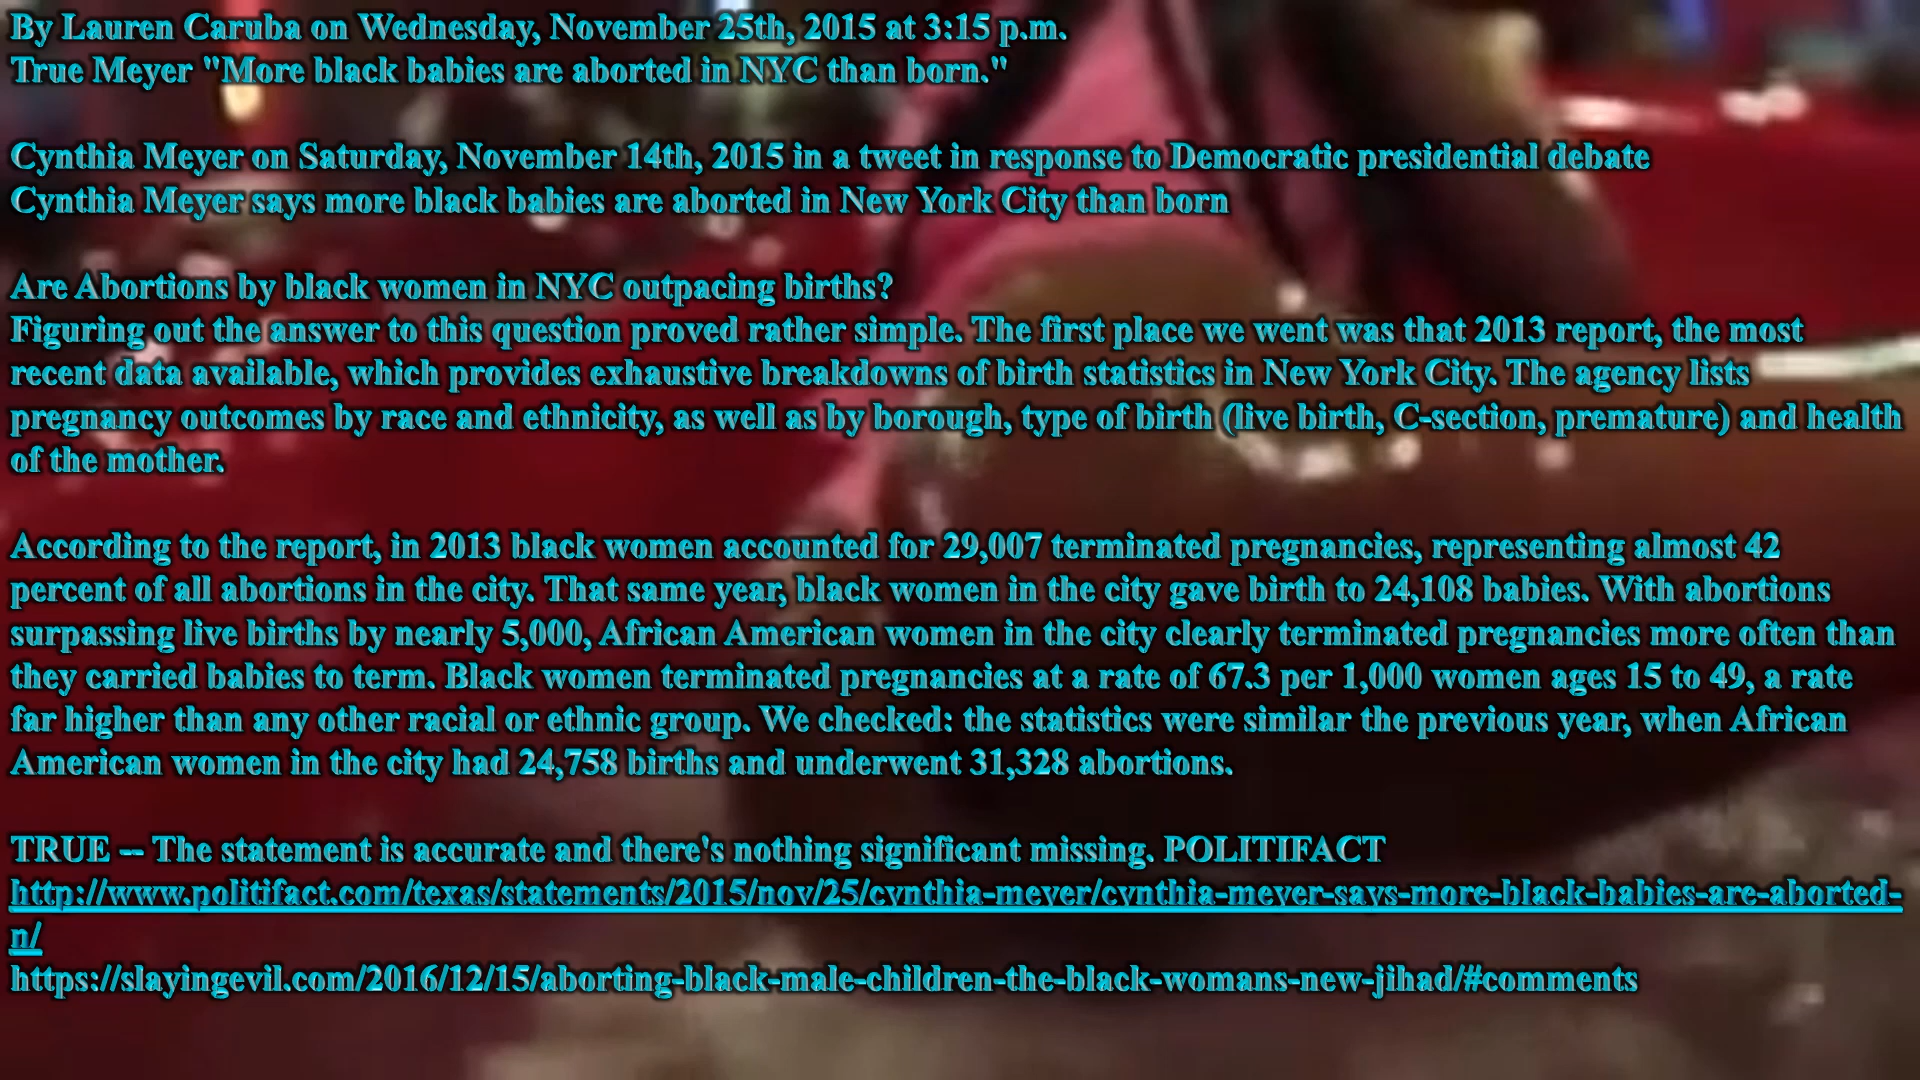 By Lauren Caruba on Wednesday, November 25th, 2015 at 3:15 p.m.
True Meyer "More black babies are aborted in NYC than born."
Cynthia Meyer on Saturday, November 14th, 2015 in a tweet in response to Democratic presidential debate
Cynthia Meyer says more black babies are aborted in New York City than born
Are Abortions by black women in NYC outpacing births?
Figuring out the answer to this question proved rather simple. The first place we went was that 2013 report, the most
recent data available, which provides exhaustive breakdowns of birth statistics in New York City. The agency lists
pregnancy outcomes by race and ethnicity, as well as by borough, type of birth (live birth, C-section, premature) and health
of the mother.
According to the report, in 2013 black women accounted for 29,007 terminated pregnancies, representing almost 42
percent of all abortions in the city. That same year, black women in the city gave birth to 24,108 babies. With abortions
surpassing live births by nearly 5,000, African American women in the city clearly terminated pregnancies more often than
they carried babies to term. Black women terminated pregnancies at a rate of 67.3 per 1,000 women ages 15 to 49, a rate
far higher than any other racial or ethnic group. We checked: the statistics were similar the previous year, when African
American women in the city had 24,758 births and underwent 31,328 abortions.
TRUE -- The statement is accurate and there's nothing significant missing. POLITIFACT
http://www.politifact.com/texas/statements/2015/nov/25/cynthia-meyer/cynthia-meyer-says-more-black-babies-are-aborted-
n/
https://slayingevil.com/2016/12/15/aborting-black-male-children-the-black-womans-new-jihad/#comments